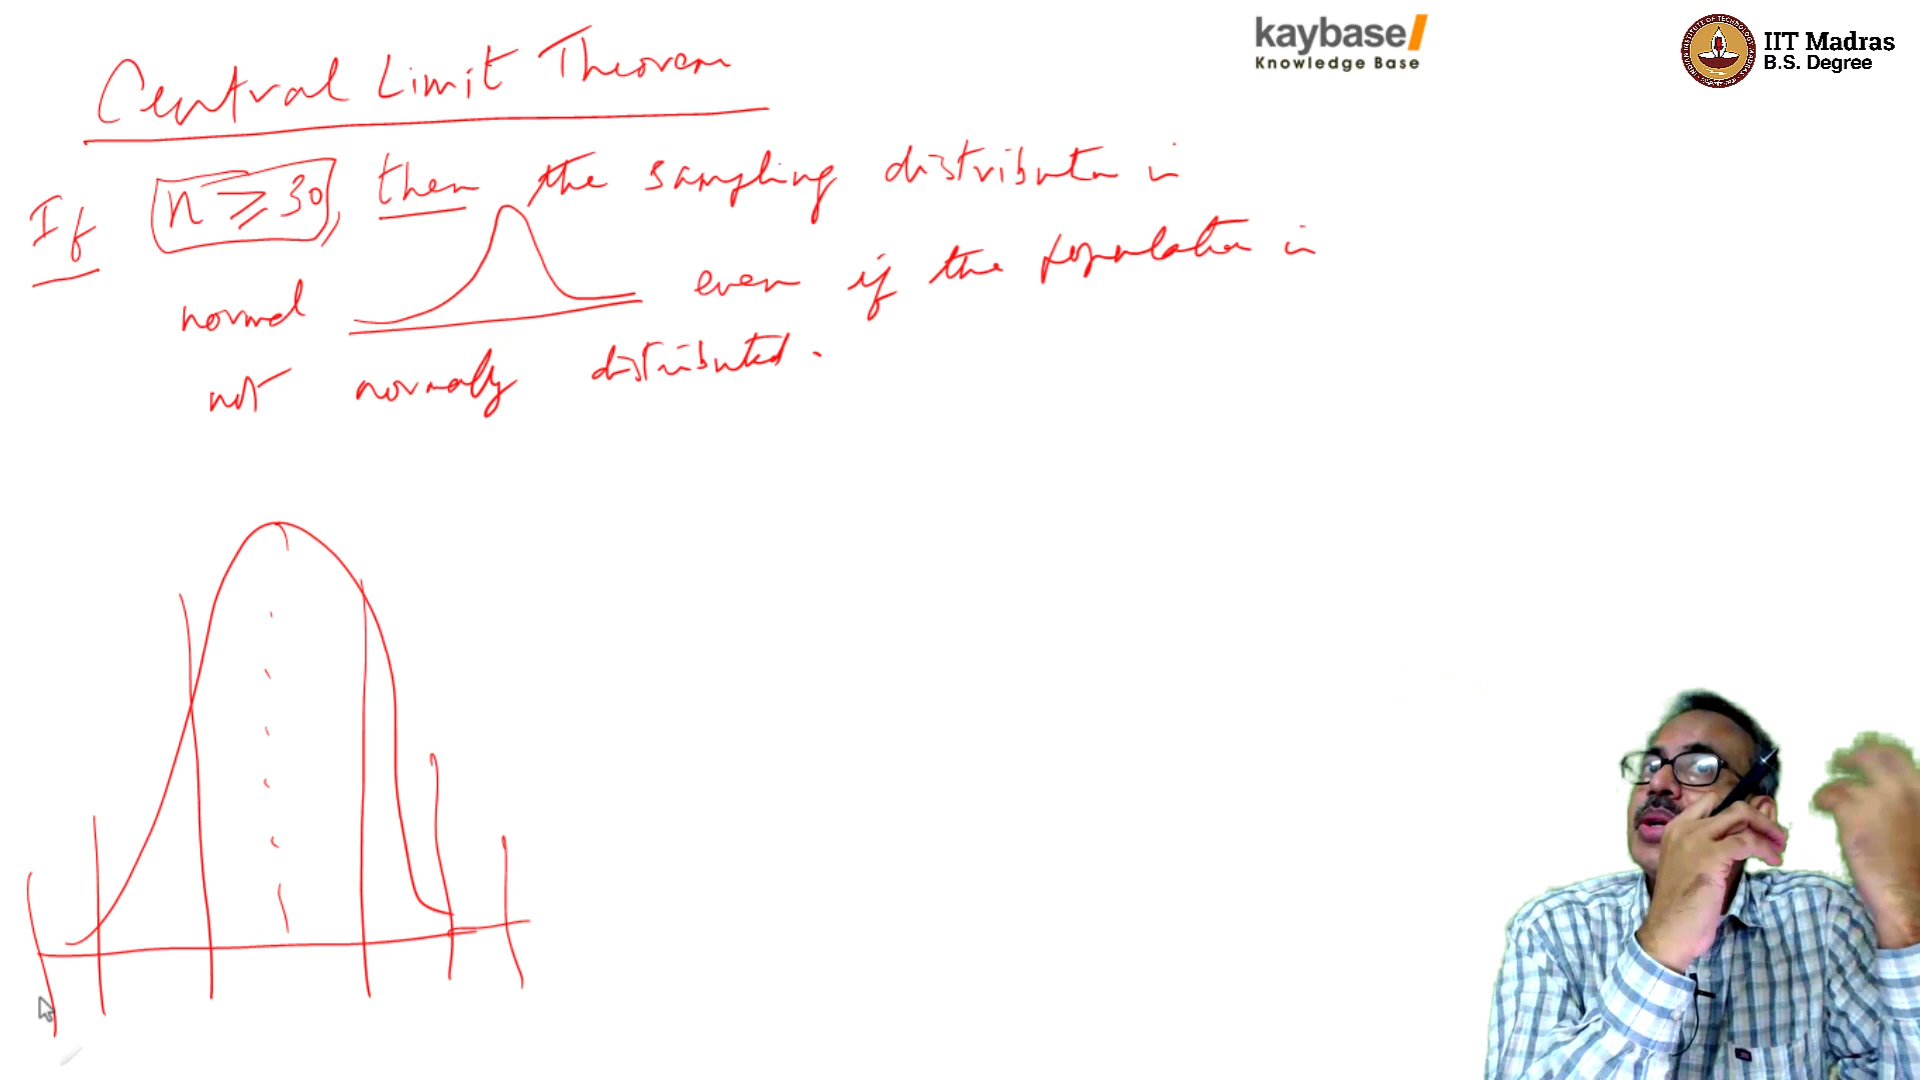 Central Limit Theorem
If n ≥ 30, then the sampling distribution is
normal even if the population is
not normally distributed.
kaybase
Knowledge Base
IIT Madras
B.S. Degree